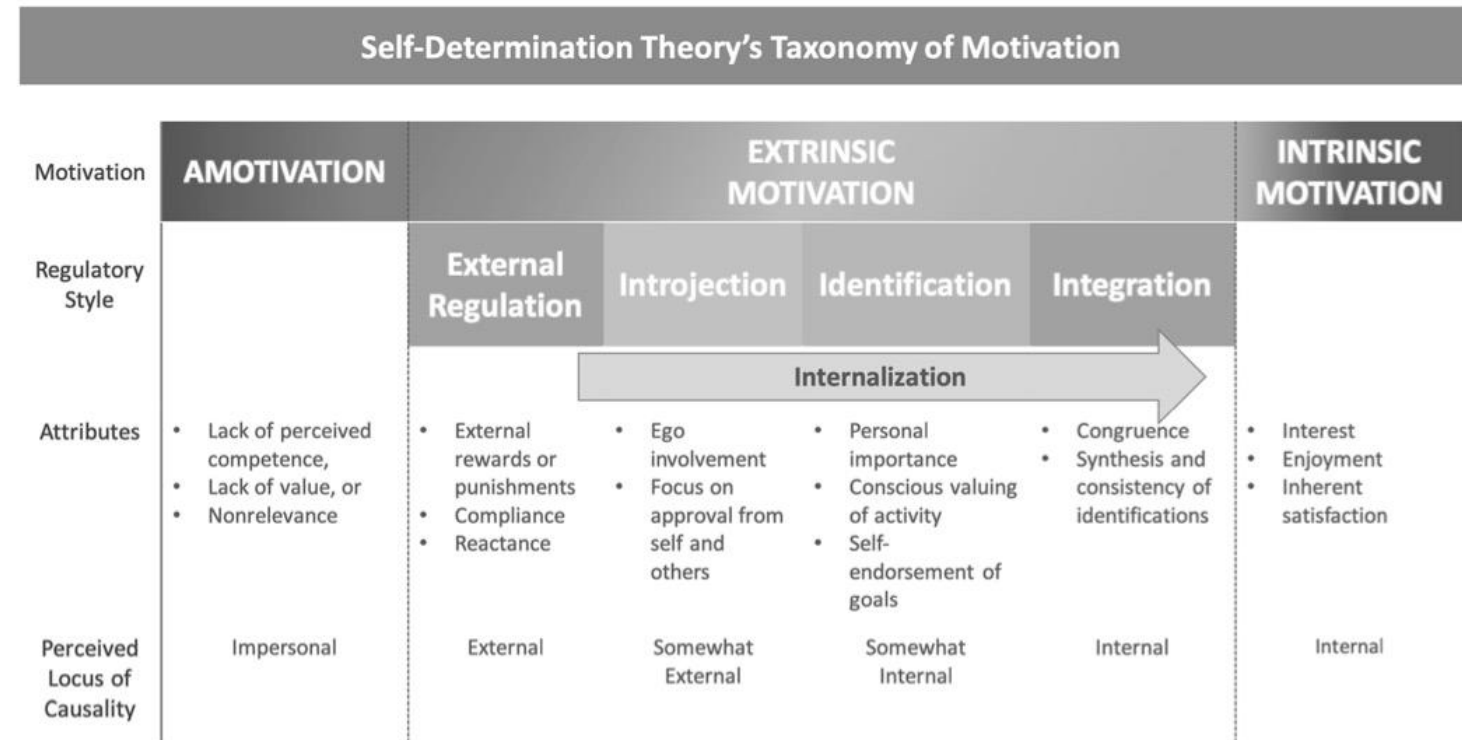 Self-Determination Theory's Taxonomy of Motivation
Motivation
AMOTIVATION
EXTRINSIC
MOTIVATION
INTRINSIC
MOTIVATION
Regulatory
Style
External
Regulation
Introjection
Identification
Integration
Internalization
Attributes
• Lack of perceived
competence,
• Lack of value, or
• Nonrelevance
• External
rewards or
punishments
• Compliance
• Reactance
• Ego
involvement
• Focus on
approval from
self and
others
• Personal
importance
• Conscious valuing
of activity
• Self-
endorsement of
goals
• Congruence
• Synthesis and
consistency of
identifications
• Interest
• Enjoyment
• Inherent
satisfaction
Perceived
Locus of
Causality
Impersonal
External
Somewhat
External
Somewhat
Internal
Internal
Internal